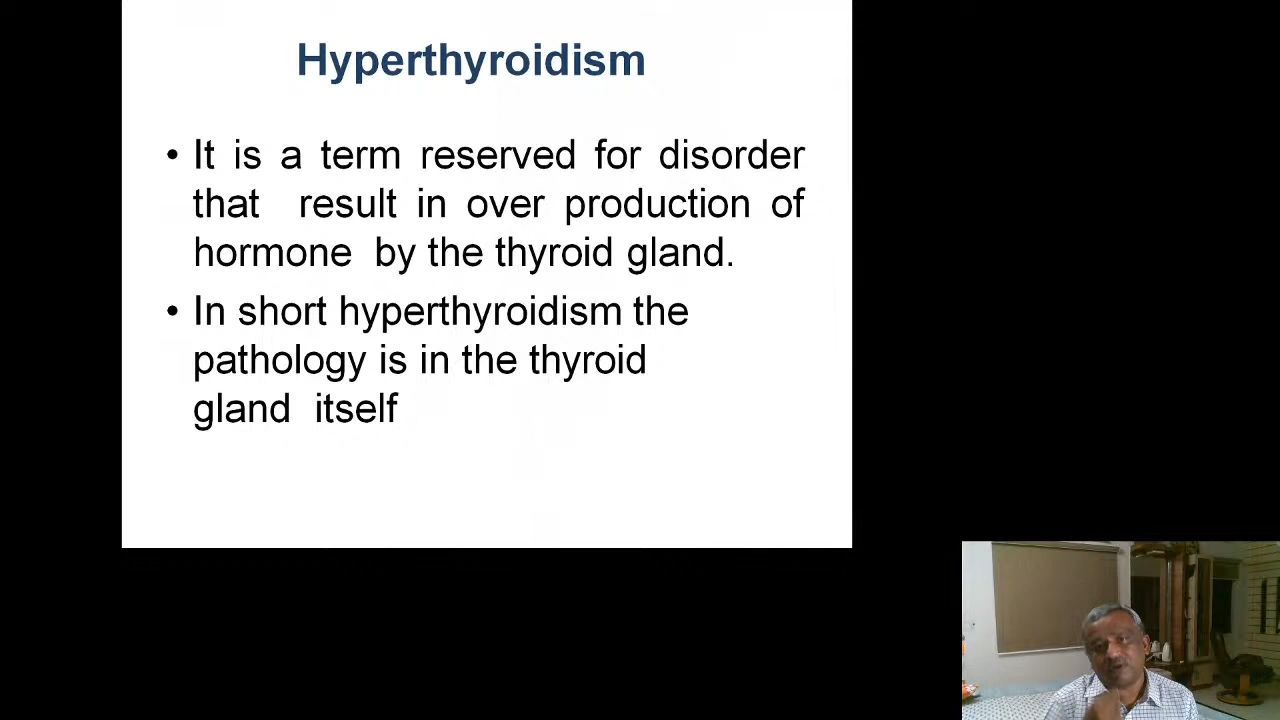 Hyperthyroidism
• It is a term reserved for disorder
that result in over production of
hormone by the thyroid gland.
• In short hyperthyroidism the
pathology is in the thyroid
gland itself